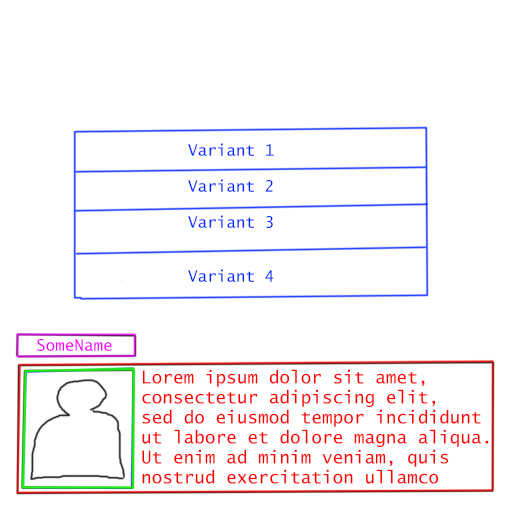 Variant 1
Variant 2
Variant 3
Variant 4
SomeName
Lorem ipsum dolor sit amet,
consectetur adipiscing elit,
sed do eiusmod tempor incididunt
ut labore et dolore magna aliqua.
Ut enim ad minim veniam, quis
nostrud exercitation ullamco